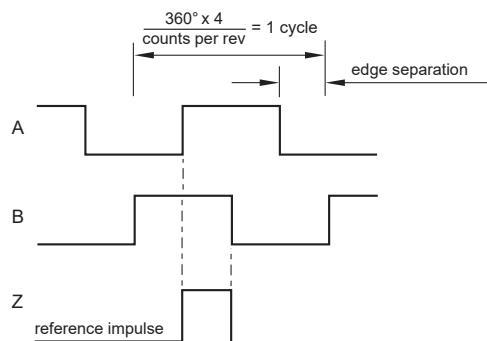 360° x 4
counts per rev
= 1 cycle
edge separation
A
B
Z
reference impulse